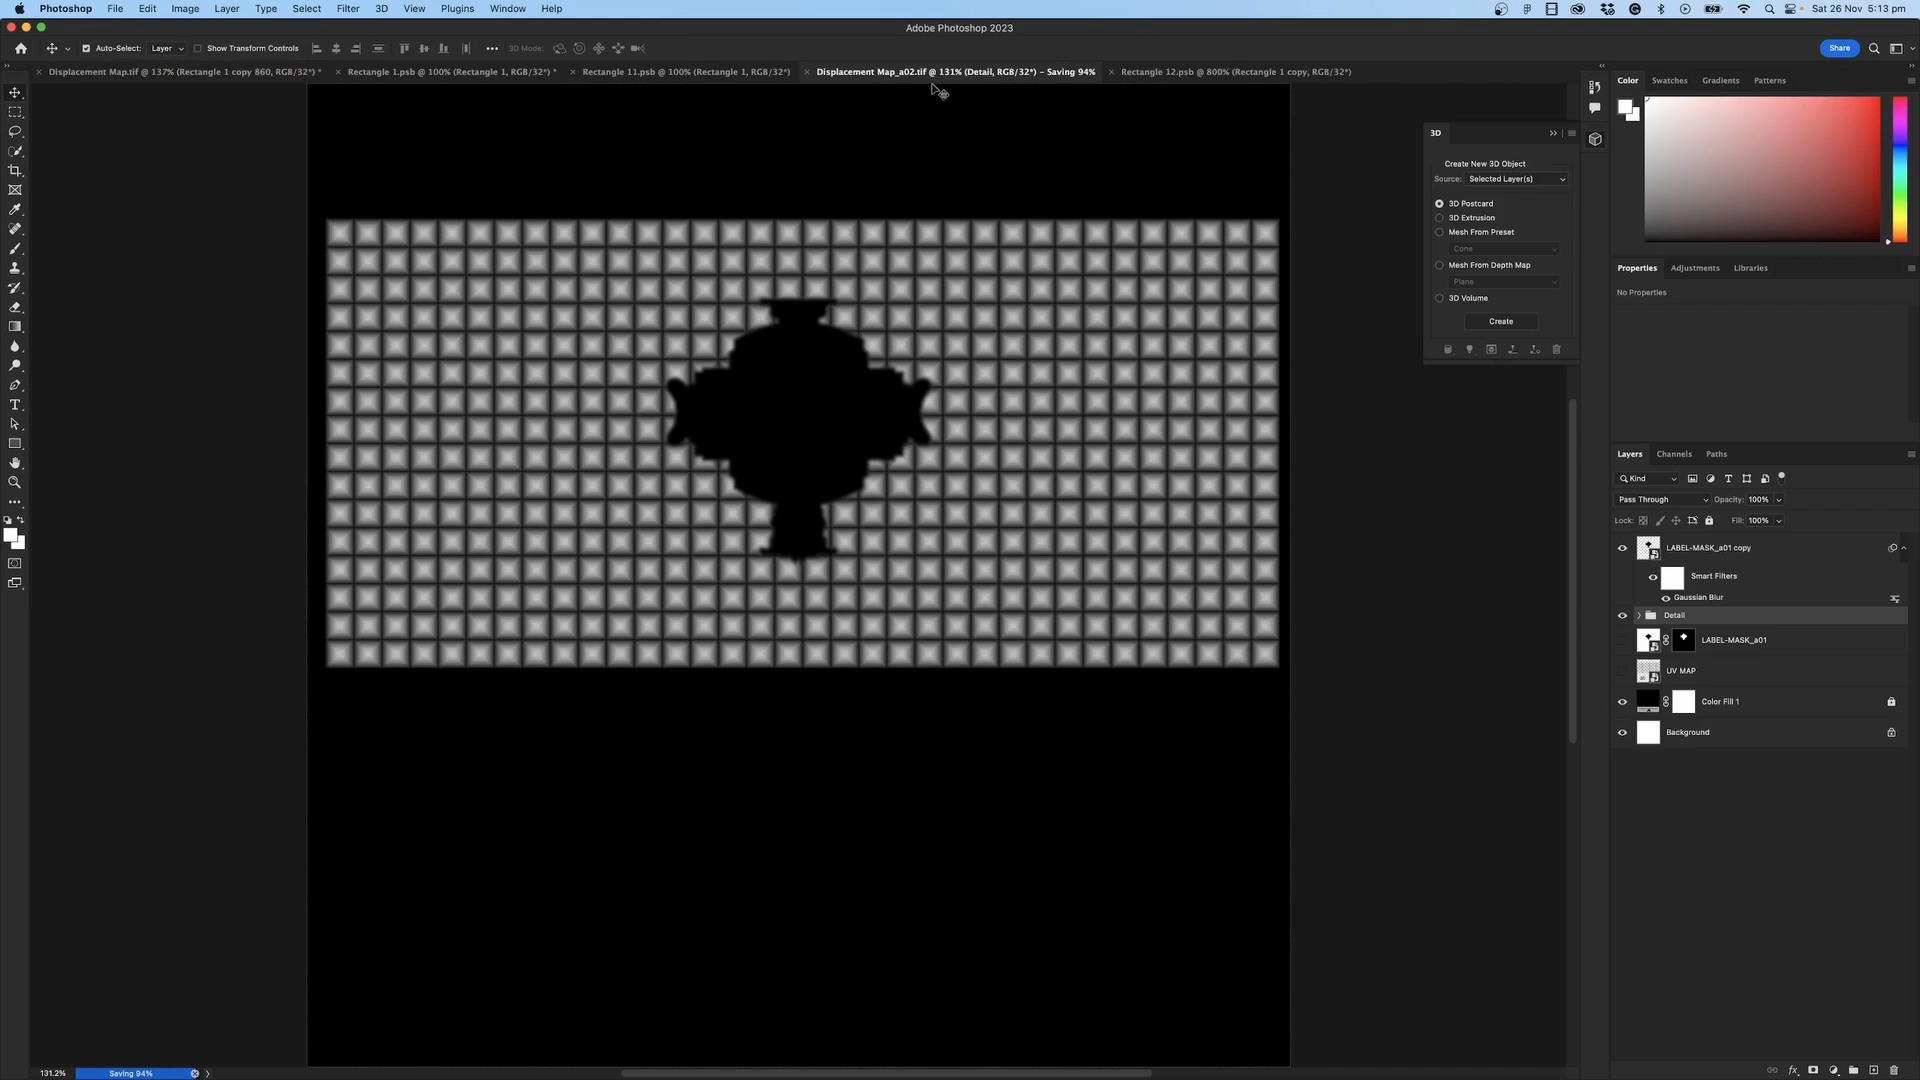 Photoshop File Edit Image Layer Type Select Filter 3D View Plugins Window Help Sat 26 Nov 5:13 pm
Adobe Photoshop 2023
Auto-Select: Layer Show Transform Controls 3D Mode: Share
Displacement Map.tif @ 137% (Rectangle 1 copy 860, RGB/32*) * Rectangle 1.psb @ 100% (Rectangle 1, RGB/32*) * Rectangle 11.psb @ 100% (Rectangle 1, RGB/32*) Displacement Map_a02.tif @ 131% (Detail, RGB/32*) – Saving 94% Rectangle 12.psb @ 800% (Rectangle 1 copy, RGB/32*)
3D
Create New 3D Object
Source: Selected Layer(s)
3D Postcard
3D Extrusion
Mesh From Preset
Cone
Mesh From Depth Map
Plane
3D Volume
Create
Color Swatches Gradients Patterns
Properties Adjustments Libraries
No Properties
Layers Channels Paths
Kind
Pass Through Opacity: 100%
Lock: Fill: 100%
LABEL-MASK_a01 copy
Smart Filters
Gaussian Blur
Detail
LABEL-MASK_a01
UV MAP
Color Fill 1
Background
131.2% Saving 94%